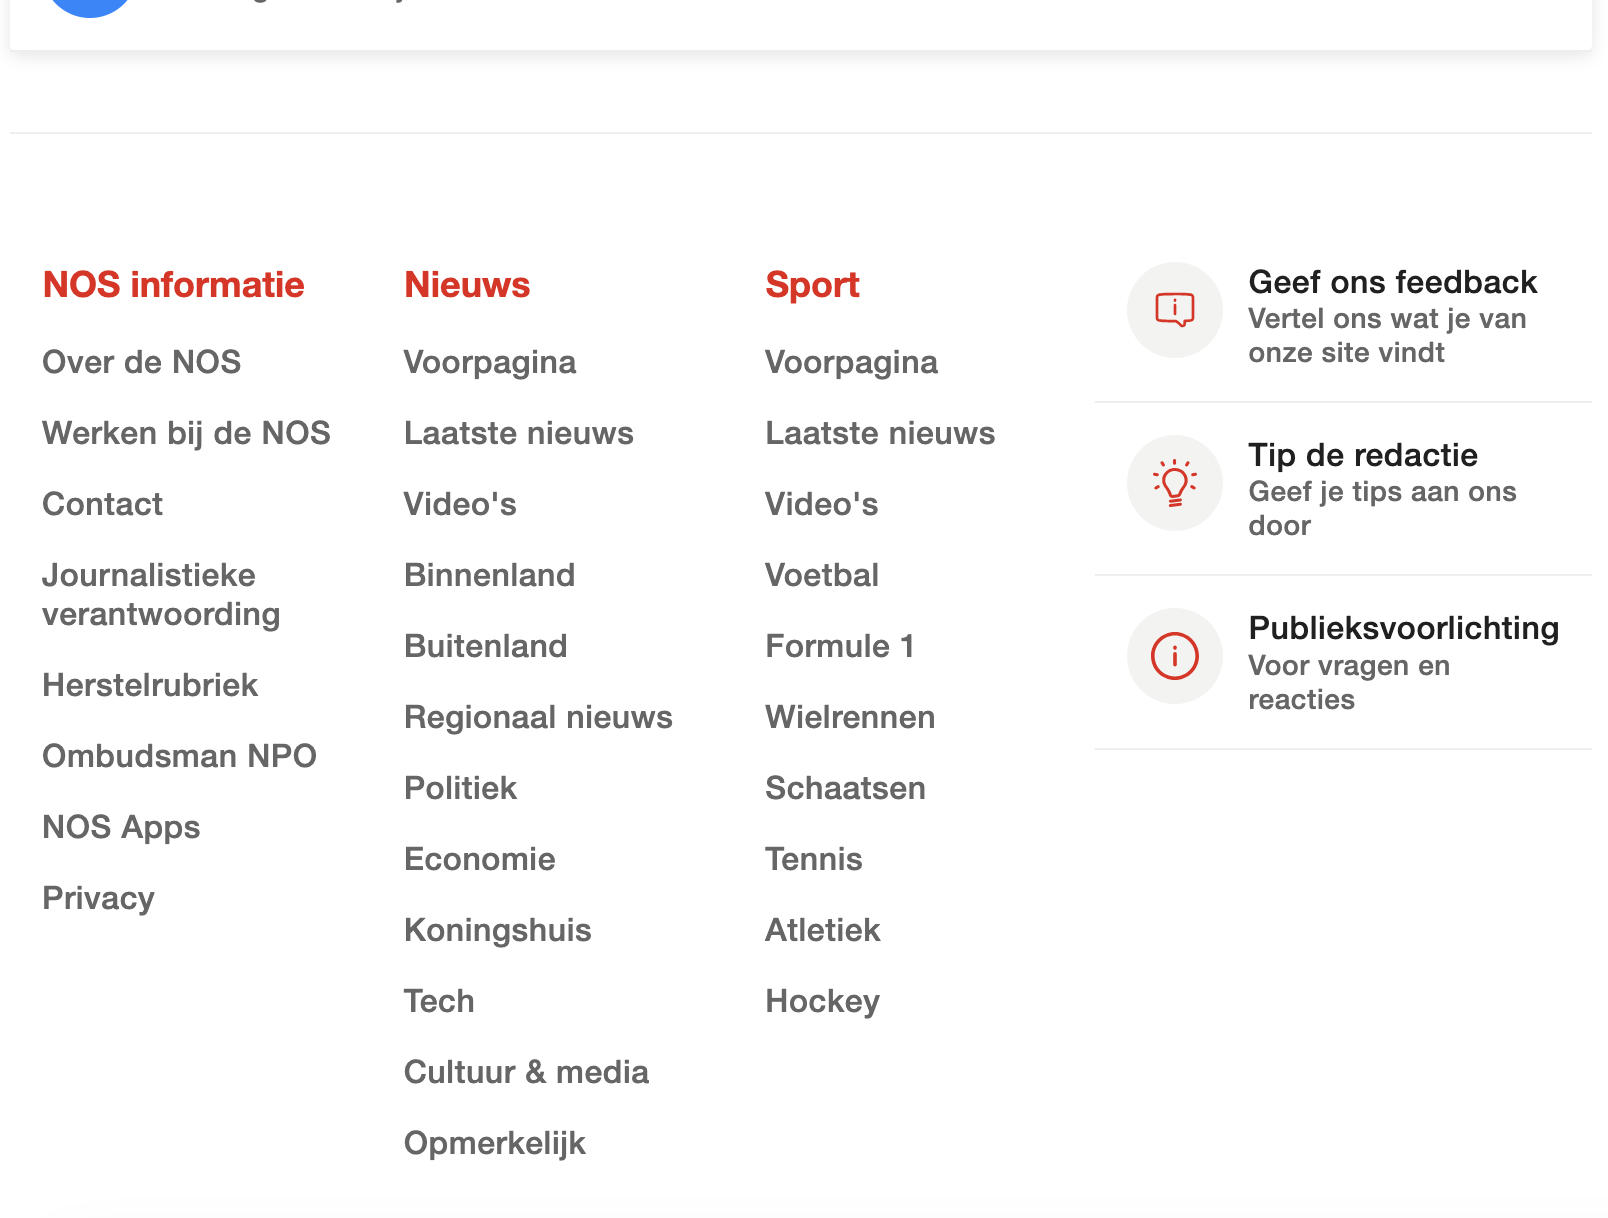 NOS informatie
Over de NOS
Werken bij de NOS
Contact
Journalistieke
verantwoording
Herstelrubriek
Ombudsman NPO
NOS Apps
Privacy
Nieuws
Voorpagina
Laatste nieuws
Video's
Binnenland
Buitenland
Regionaal nieuws
Politiek
Economie
Koningshuis
Tech
Cultuur & media
Opmerkelijk
Sport
Voorpagina
Laatste nieuws
Video's
Voetbal
Formule 1
Wielrennen
Schaatsen
Tennis
Atletiek
Hockey
Geef ons feedback
Vertel ons wat je van
onze site vindt
Tip de redactie
Geef je tips aan ons
door
Publieksvoorlichting
Voor vragen en
reacties